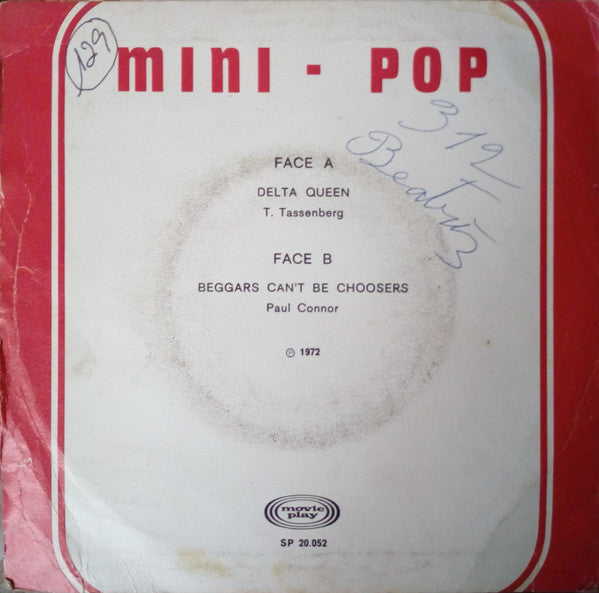 129
MINI - POP
312
Beatriz
FACE A
DELTA QUEEN
T. Tassenberg
FACE B
BEGGARS CAN'T BE CHOOSERS
Paul Connor
℗ 1972
movie
play
SP 20.052